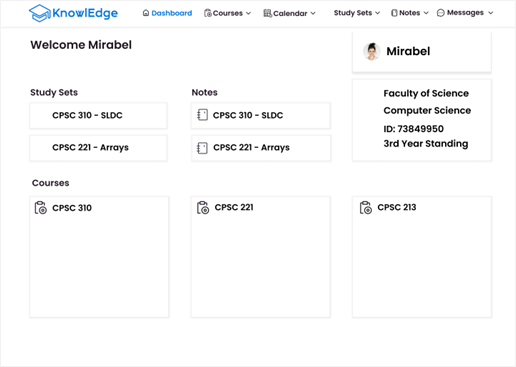 KnowlEdge
Dashboard
Courses
Calendar
Study Sets
Notes
Messages
Welcome Mirabel
Mirabel
Study Sets
Notes
CPSC 310 - SLDC
CPSC 221 - Arrays
CPSC 310 - SLDC
CPSC 221 - Arrays
Faculty of Science
Computer Science
ID: 73849950
3rd Year Standing
Courses
CPSC 310
CPSC 221
CPSC 213